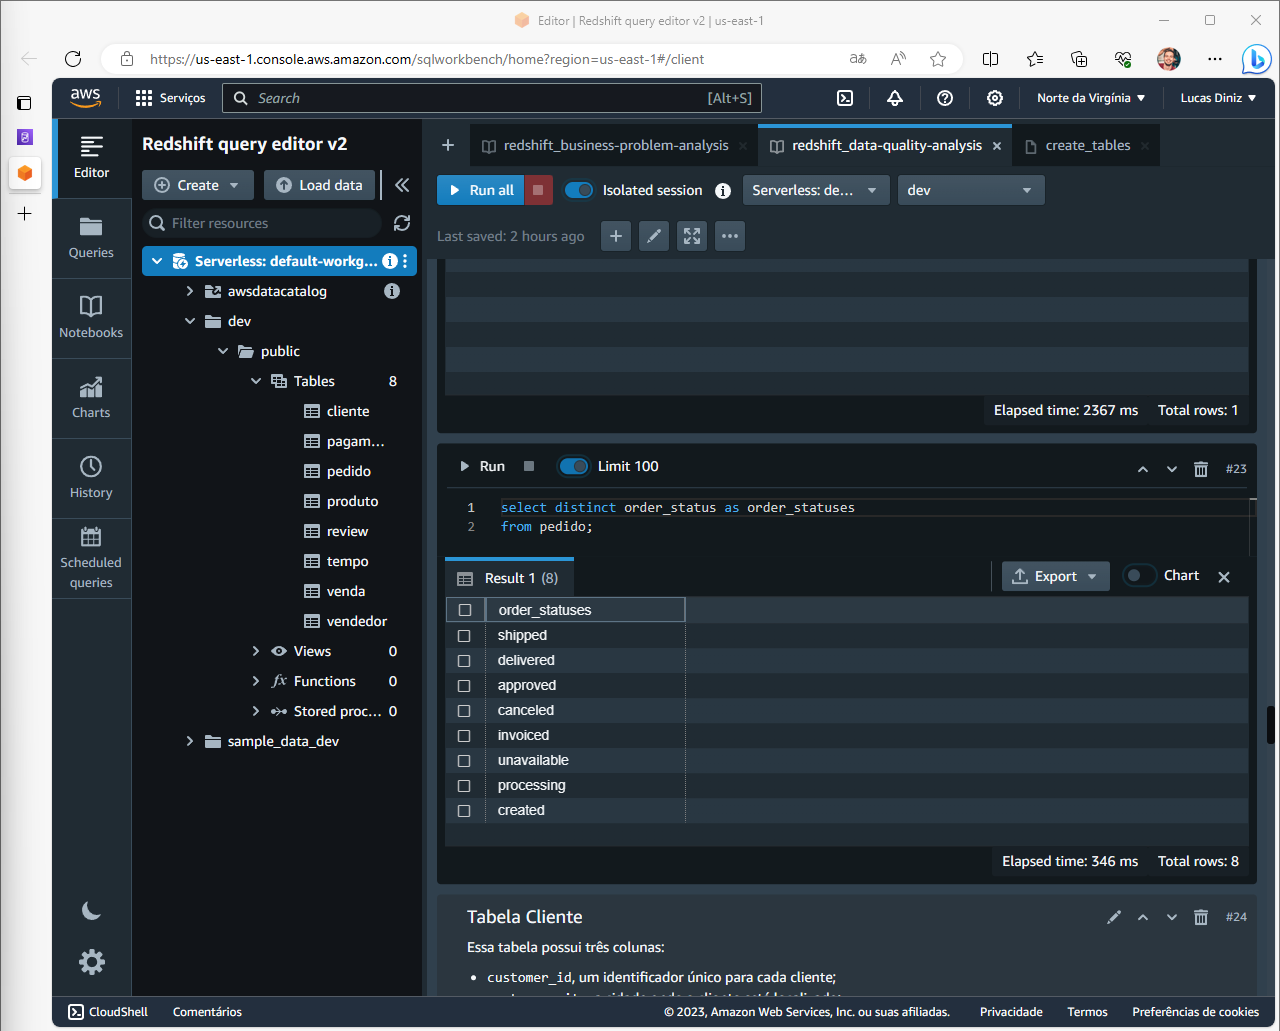 Editor | Redshift query editor v2 | us-east-1
https://us-east-1.console.aws.amazon.com/sqlworkbench/home?region=us-east-1#/client
aws
Serviços
Search
[Alt+S]
Norte da Virgínia
Lucas Diniz
Editor
Queries
Notebooks
Charts
History
Scheduled
queries
Redshift query editor v2
Create
Load data
Filter resources
Serverless: default-workg...
awsdatacatalog
dev
public
Tables 8
cliente
pagam...
pedido
produto
review
tempo
venda
vendedor
Views 0
fx Functions 0
Stored proc... 0
sample_data_dev
redshift_business-problem-analysis
redshift_data-quality-analysis
create_tables
Run all
Isolated session
Serverless: de...
dev
Last saved: 2 hours ago
Elapsed time: 2367 ms Total rows: 1
Run
Limit 100
#23
1 select distinct order_status as order_statuses
2 from pedido;
Result 1 (8)
Export
Chart
order_statuses
shipped
delivered
approved
canceled
invoiced
unavailable
processing
created
Elapsed time: 346 ms Total rows: 8
Tabela Cliente
#24
Essa tabela possui três colunas:
• customer_id, um identificador único para cada cliente;
CloudShell
Comentários
© 2023, Amazon Web Services, Inc. ou suas afiliadas.
Privacidade
Termos
Preferências de cookies